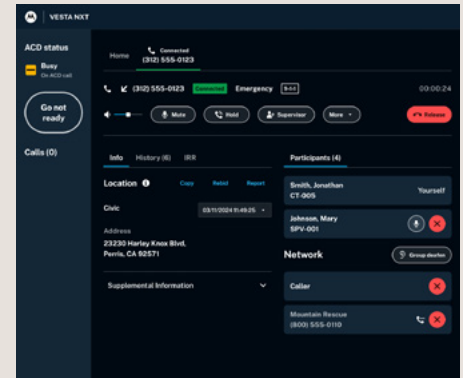 VESTA NXT
ACD status
Busy
On ACD call
Go not
ready
Calls (0)
Home
Connected
(312) 555-0123
(312) 555-0123
Connected
Emergency
9-1-1
00:00:24
Mute
Hold
Supervisor
More
Release
Info
History (6)
IRR
Location
Copy
Rebid
Report
Civic
03/11/2024 11:49:25
Address
23230 Harley Knox Blvd,
Perris, CA 92571
Supplemental Information
Participants (4)
Smith, Jonathan
CT-005
Yourself
Johnson, Mary
SPV-001
Network
Group deafen
Caller
Mountain Rescue
(800) 555-0110